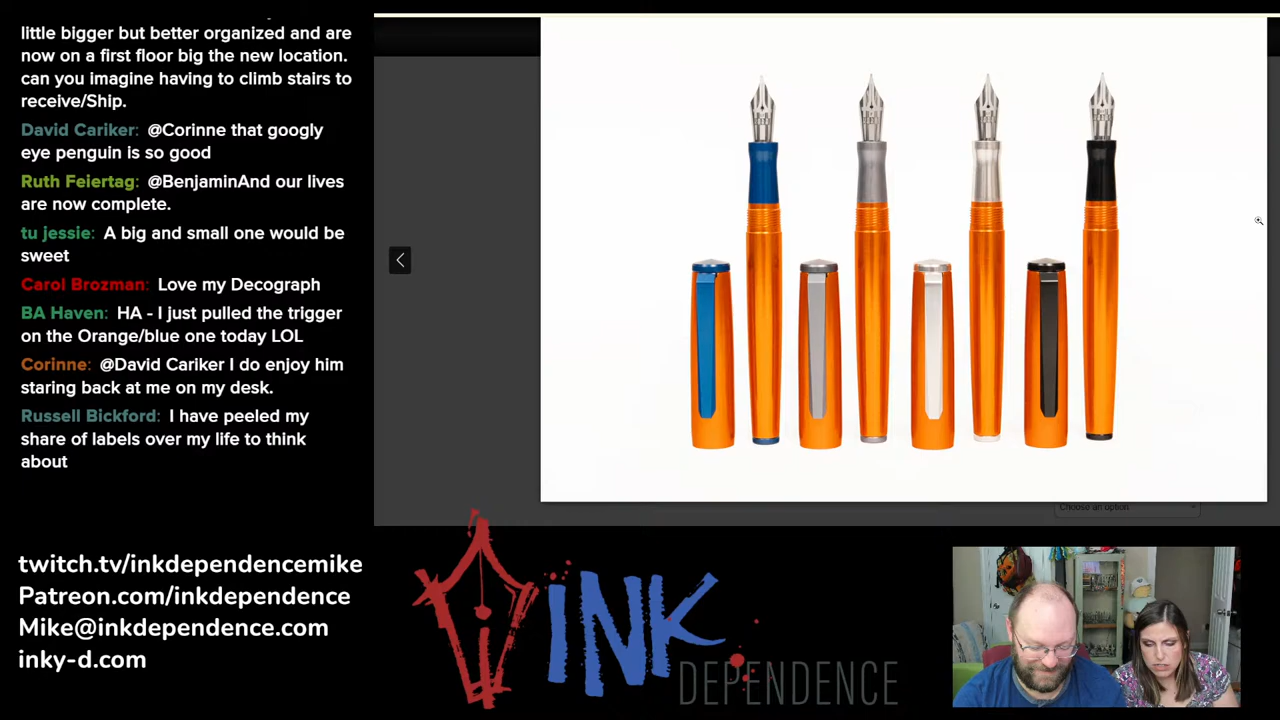 little bigger but better organized and are
now on a first floor big the new location.
can you imagine having to climb stairs to
receive/Ship.
David Cariker: @Corinne that googly
eye penguin is so good
Ruth Feiertag: @BenjaminAnd our lives
are now complete.
tu jessie: A big and small one would be
sweet
Carol Brozman: Love my Decograph
BA Haven: HA - I just pulled the trigger
on the Orange/blue one today LOL
Corinne: @David Cariker I do enjoy him
staring back at me on my desk.
Russell Bickford: I have peeled my
share of labels over my life to think
about
Choose an option
twitch.tv/inkdependencemike
Patreon.com/inkdependence
Mike@inkdependence.com
inky-d.com
INK
DEPENDENCE